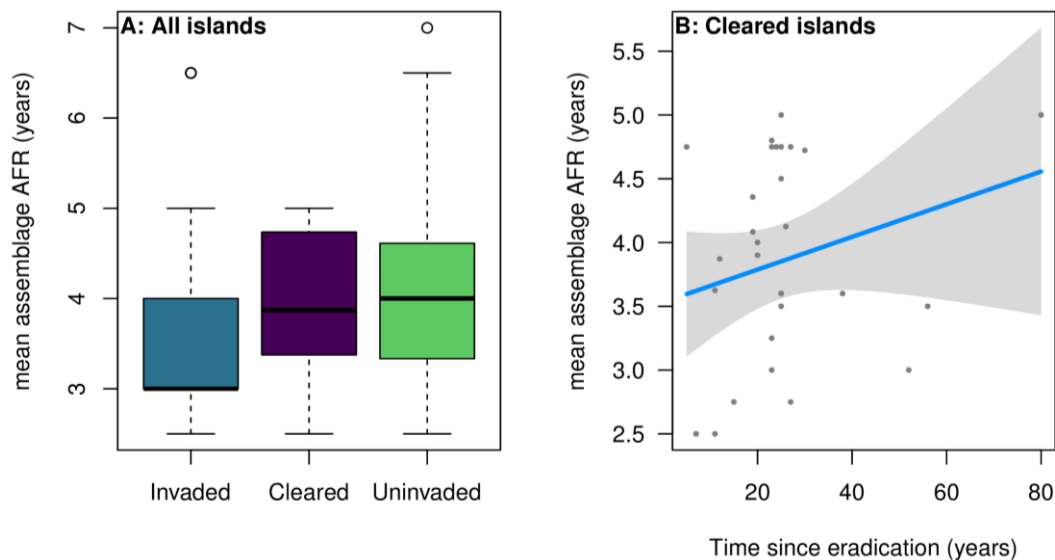 A: All islands
mean assemblage AFR (years)
7
6
5
4
3
Invaded Cleared Uninvaded
B: Cleared islands
mean assemblage AFR (years)
5.5
5.0
4.5
4.0
3.5
3.0
2.5
20 40 60 80
Time since eradication (years)